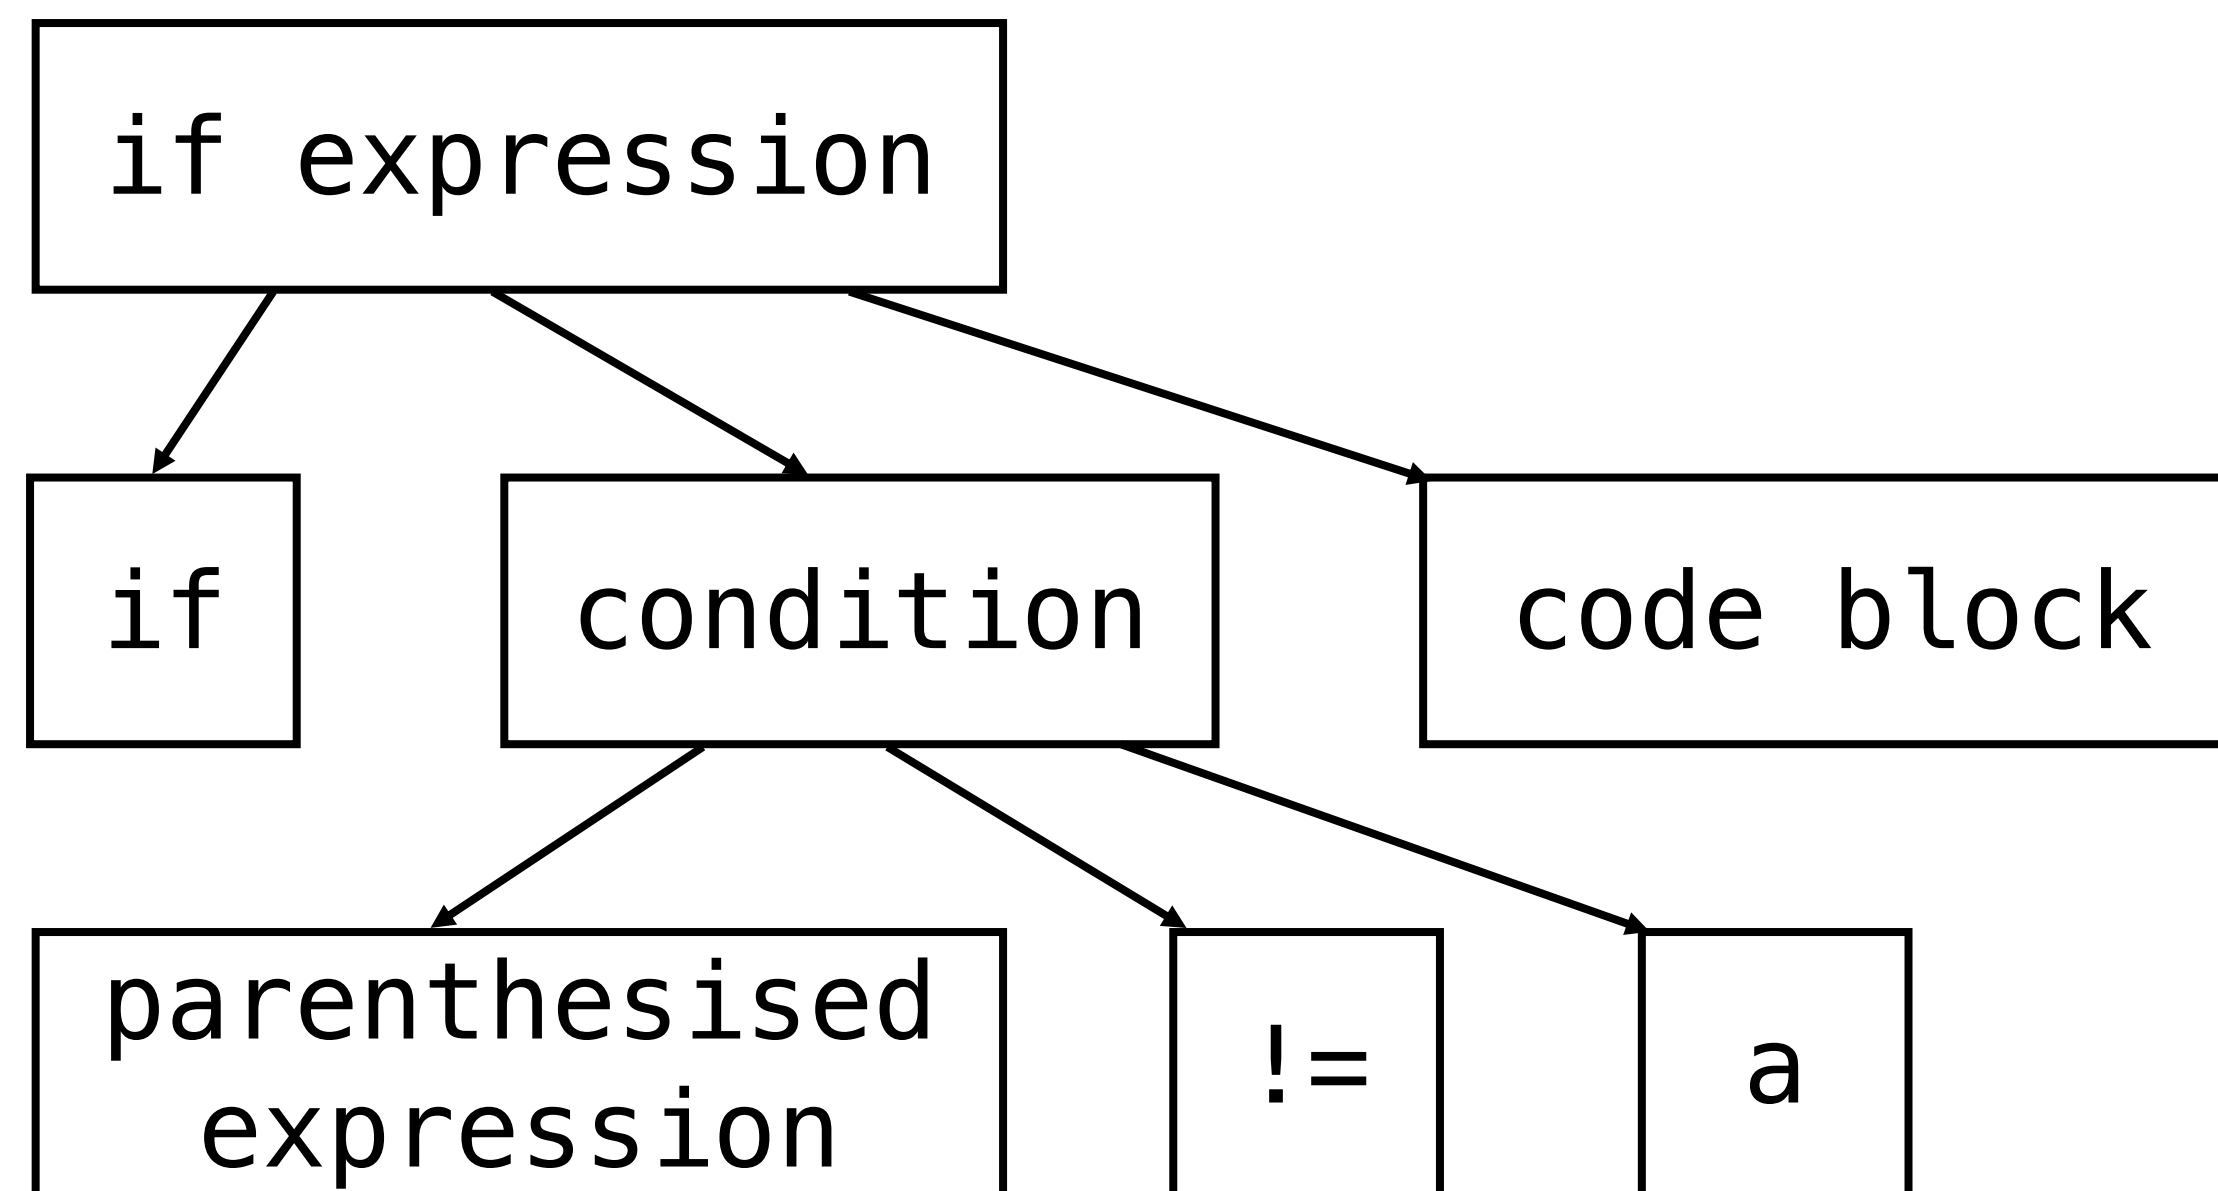 if expression
if
condition
code block
parenthesised
expression
!=
a